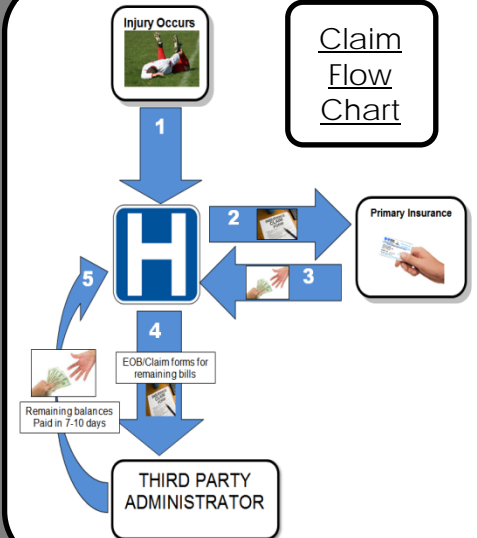 Injury Occurs
Claim
Flow
Chart
1
2
Primary Insurance
H
3
5
4
EOB/Claim forms for
remaining bills
Remaining balances
Paid in 7-10 days
THIRD PARTY
ADMINISTRATOR